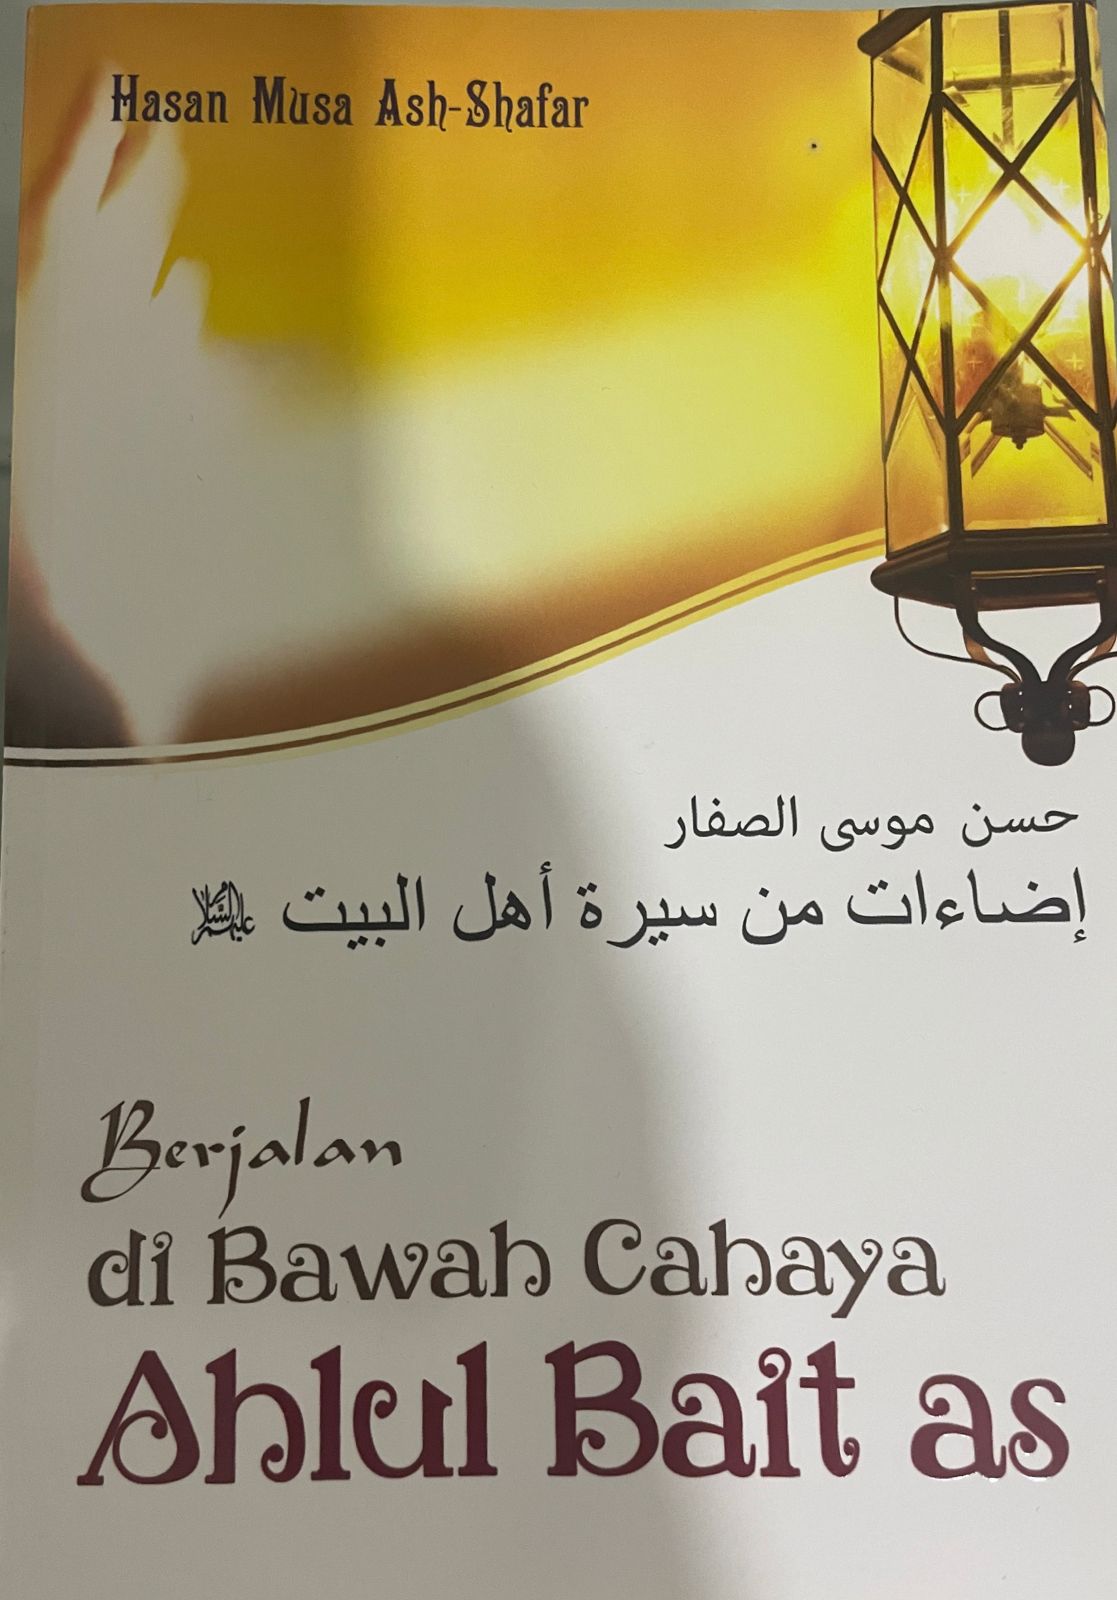 Hasan Musa Ash-Shafar
حسن موسى الصفار
إضاءات من سيرة أهل البيت عليهم السلام
Berjalan
di Bawah Cahaya
Ahlul Bait as